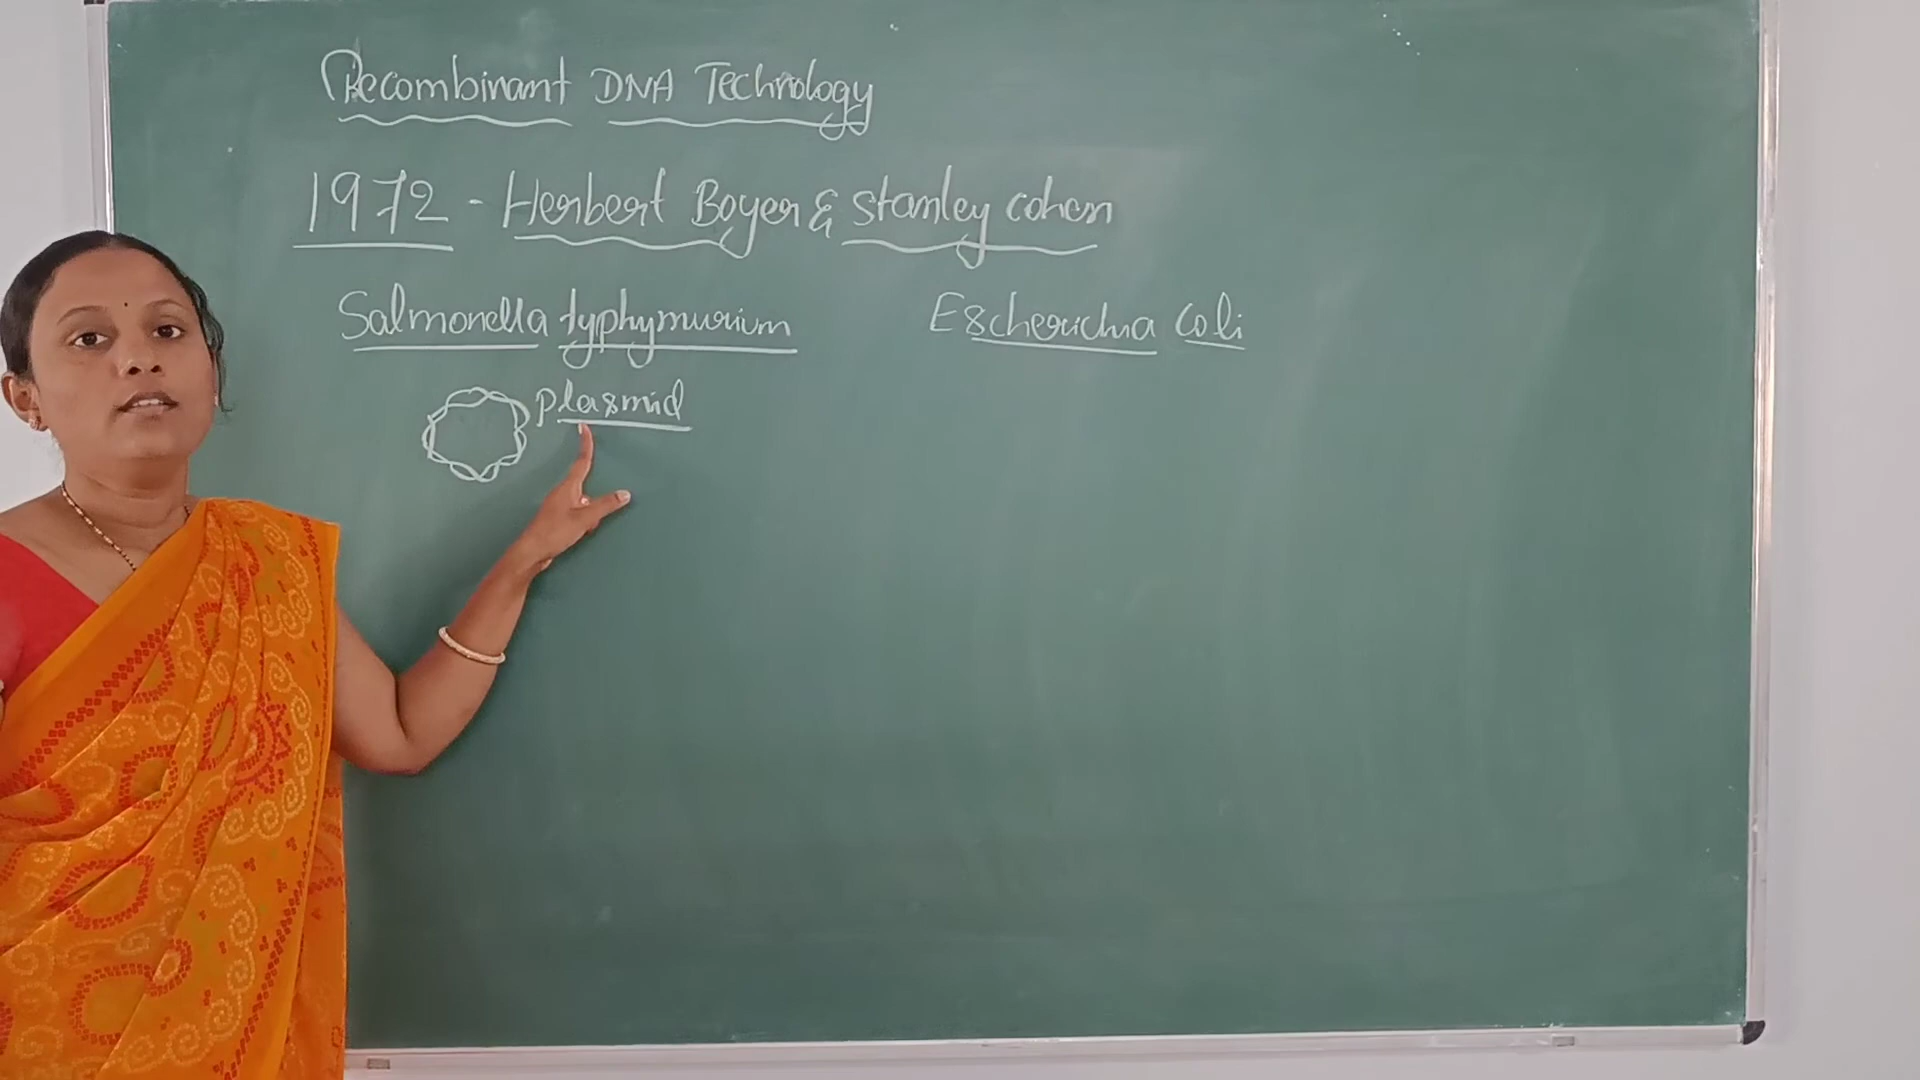 Recombinant DNA Technology
1972 - Herbert Boyer & Stanley Cohen
Salmonella typhymurium Escherichia Coli
plasmid